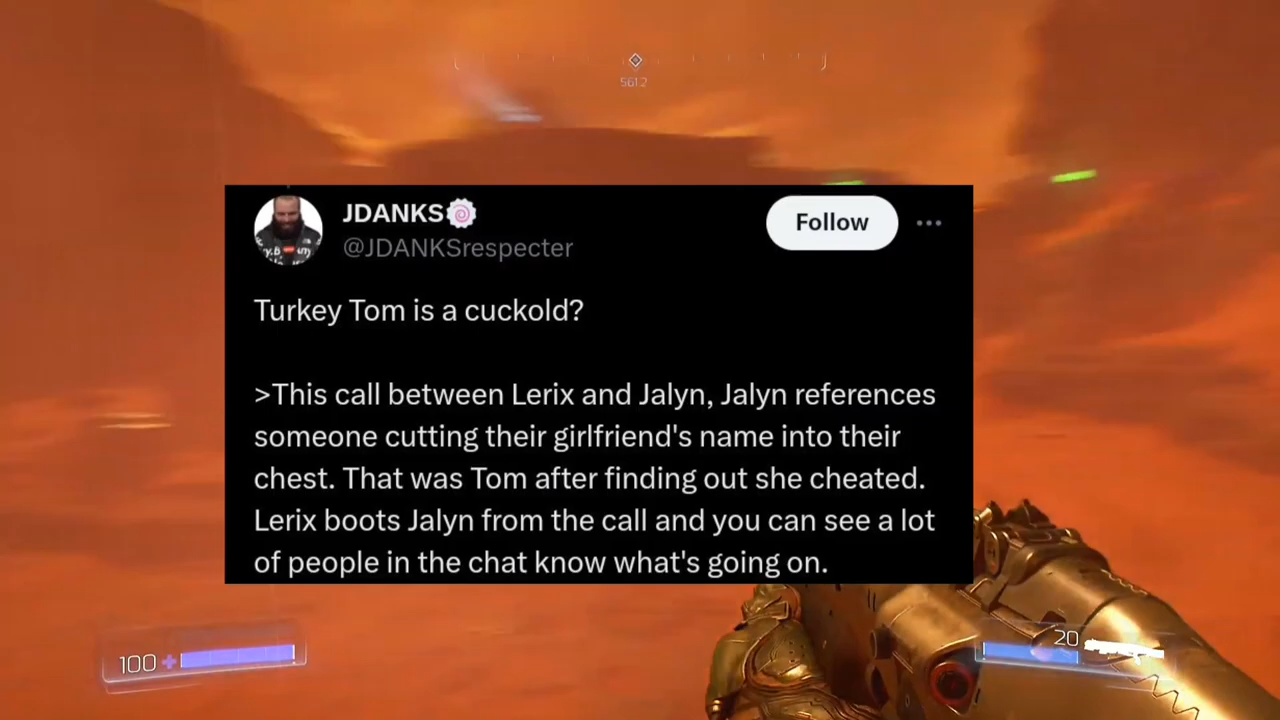 561.2
JDANKS
Follow
@JDANKSrespecter
Turkey Tom is a cuckold?
>This call between Lerix and Jalyn, Jalyn references
someone cutting their girlfriend's name into their
chest. That was Tom after finding out she cheated.
Lerix boots Jalyn from the call and you can see a lot
of people in the chat know what's going on.
100
20